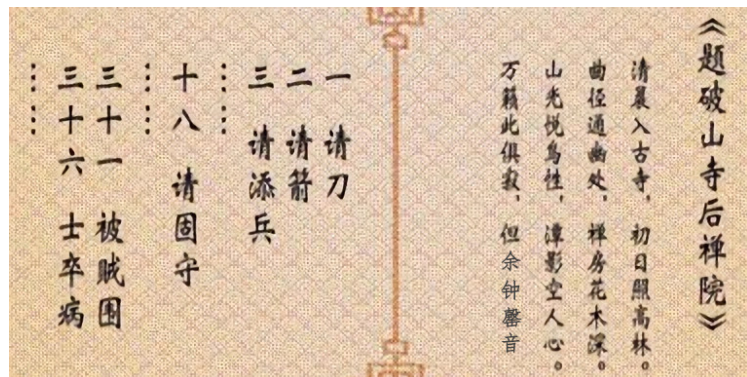 《题破山寺后禅院》
清晨入古寺,初日照高林。
曲径通幽处,禅房花木深。
山光悦鸟性,潭影空人心。
万籁此俱寂,但余钟磬音
一 请刀
二 请箭
三 请添兵
……
十八 请固守
……
三十一 被贼围
三十六 士卒病
……